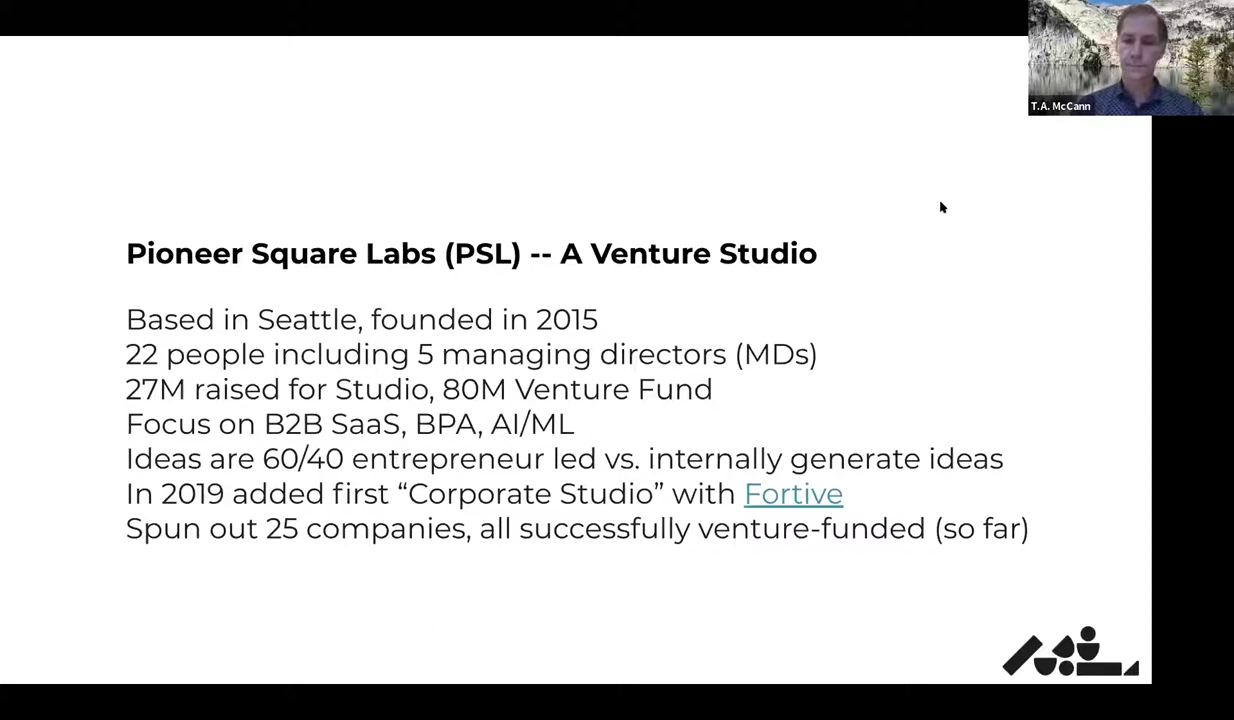 T.A. McCann
Pioneer Square Labs (PSL) -- A Venture Studio
Based in Seattle, founded in 2015
22 people including 5 managing directors (MDs)
27M raised for Studio, 80M Venture Fund
Focus on B2B SaaS, BPA, AI/ML
Ideas are 60/40 entrepreneur led vs. internally generate ideas
In 2019 added first “Corporate Studio” with Fortive
Spun out 25 companies, all successfully venture-funded (so far)